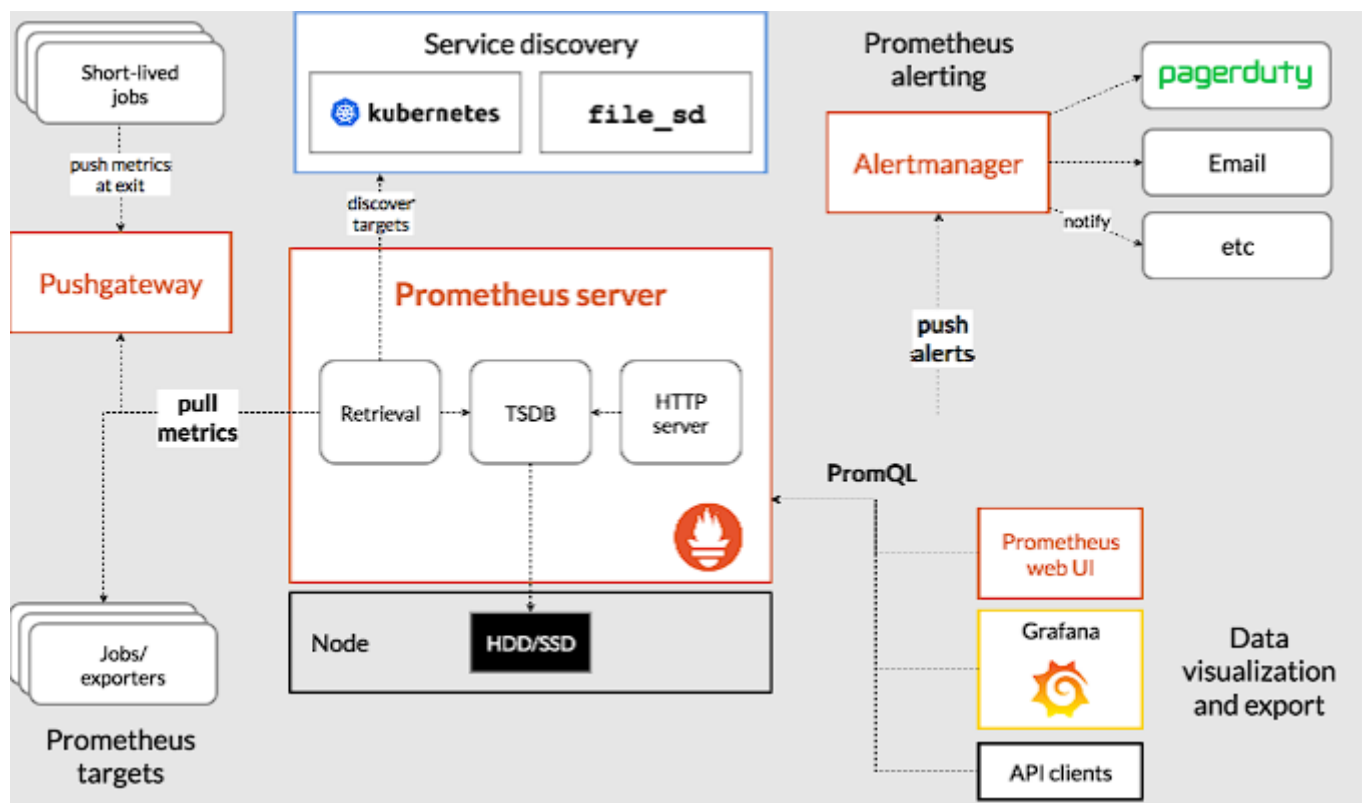 Short-lived
jobs
push metrics
at exit
Pushgateway
pull
metrics
Jobs/
exporters
Prometheus
targets
Service discovery
kubernetes
file_sd
discover
targets
Prometheus server
Retrieval
TSDB
HTTP
server
Node
HDD/SSD
Prometheus
alerting
Alertmanager
pagerduty
Email
notify
etc
push
alerts
PromQL
Prometheus
web UI
Grafana
API clients
Data
visualization
and export